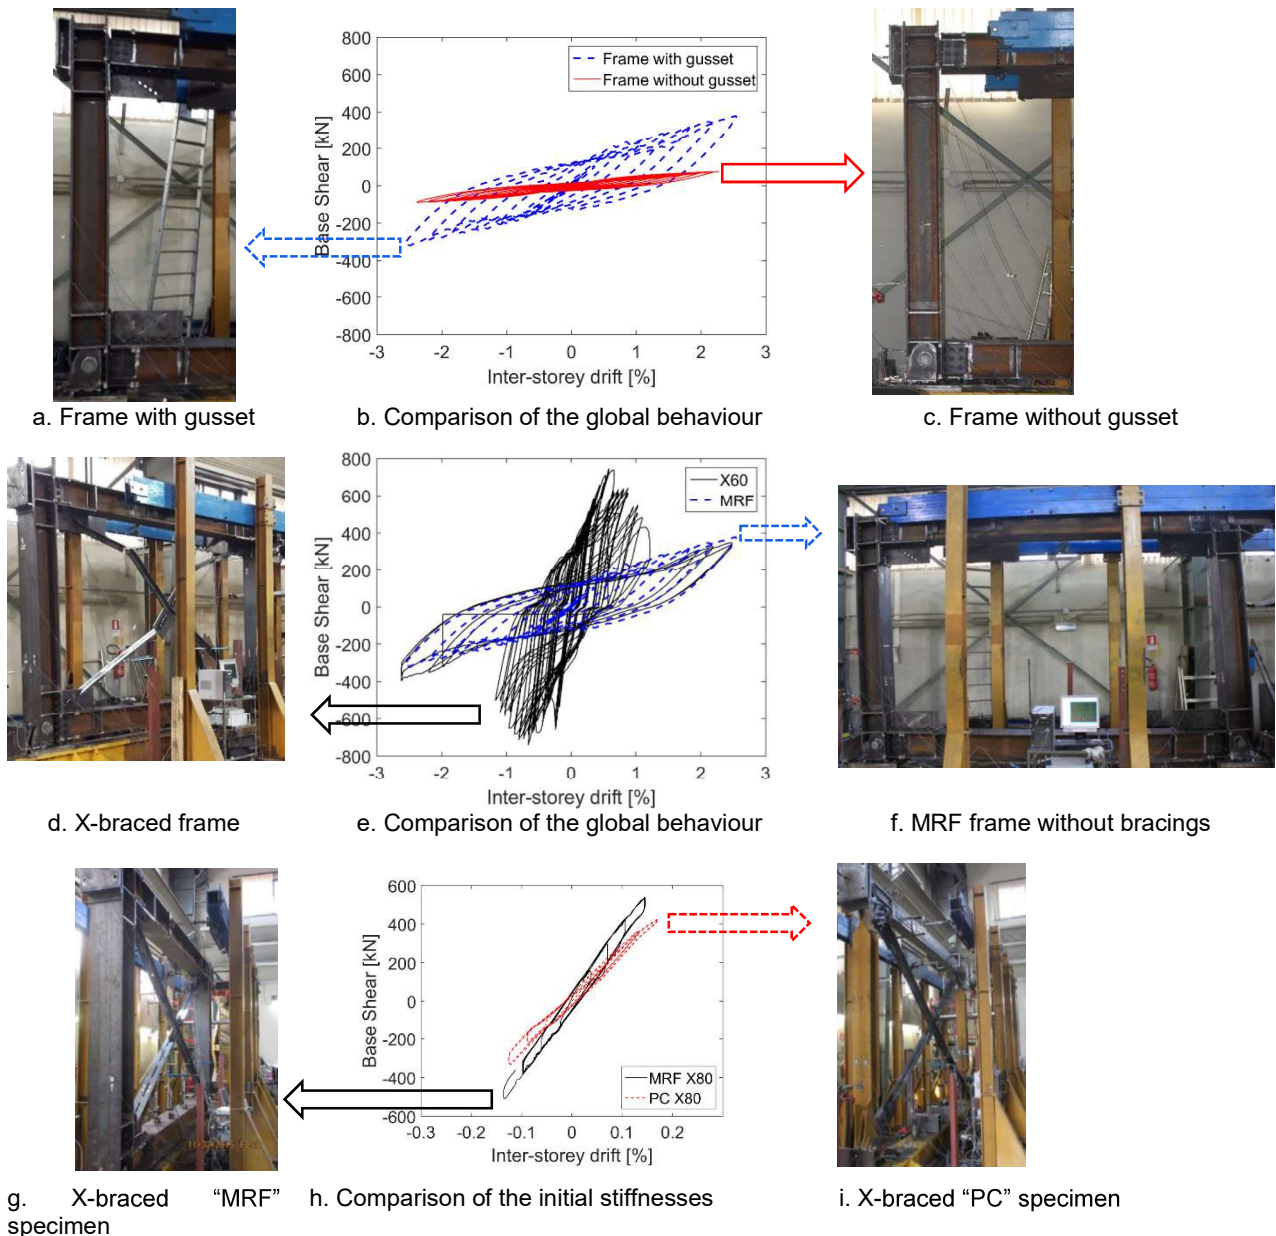 800
600
400
200
0
-200
-400
-600
-800
-3
-2
-1
0
1
2
3
Base Shear [kN]
Inter-storey drift [%]
Frame with gusset
Frame without gusset
a. Frame with gusset
b. Comparison of the global behaviour
c. Frame without gusset
800
600
400
200
0
-200
-400
-600
-800
-3
-2
-1
0
1
2
3
Base Shear [kN]
Inter-storey drift [%]
X60
MRF
d. X-braced frame
e. Comparison of the global behaviour
f. MRF frame without bracings
600
400
200
0
-200
-400
-600
-0.3
-0.2
-0.1
0
0.1
0.2
Base Shear [kN]
Inter-storey drift [%]
MRF X80
PC X80
g. X-braced “MRF”
specimen
h. Comparison of the initial stiffnesses
i. X-braced “PC” specimen